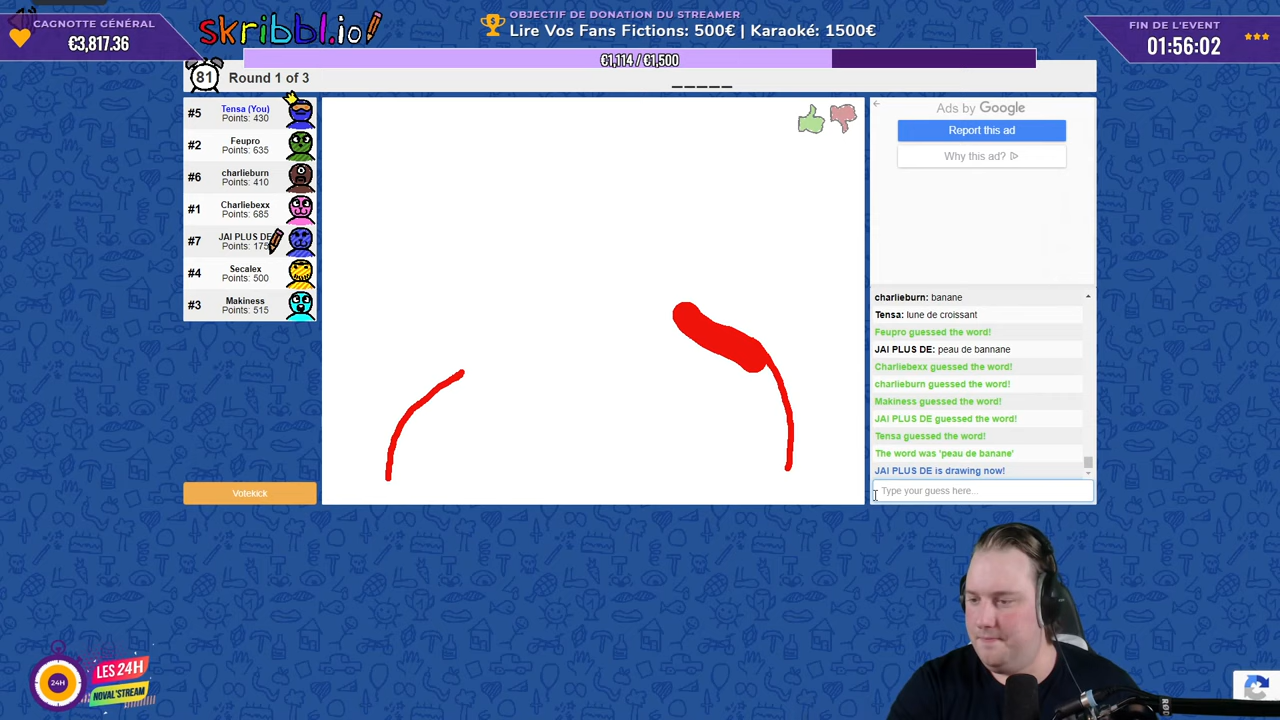 CAGNOTTE GÉNÉRAL
€3,817.36
skribbl.io
OBJECTIF DE DONATION DU STREAMER
Lire Vos Fans Fictions: 500€ | Karaoké: 1500€
€1,114 / €1,500
FIN DE L'EVENT
01:56:02
81
Round 1 of 3
_____
#5
Tensa (You)
Points: 430
#2
Feupro
Points: 635
#6
charlieburn
Points: 410
#1
Charliebexx
Points: 685
#7
JAI PLUS DE
Points: 175
#4
Secalex
Points: 500
#3
Makiness
Points: 515
Votekick
Ads by Google
Report this ad
Why this ad?
charlieburn: banane
Tensa: lune de croissant
Feupro guessed the word!
JAI PLUS DE: peau de bannane
Charliebexx guessed the word!
charlieburn guessed the word!
Makiness guessed the word!
JAI PLUS DE guessed the word!
Tensa guessed the word!
The word was 'peau de banane'
JAI PLUS DE is drawing now!
Type your guess here...
24H
LES 24H
NOVAL'STREAM